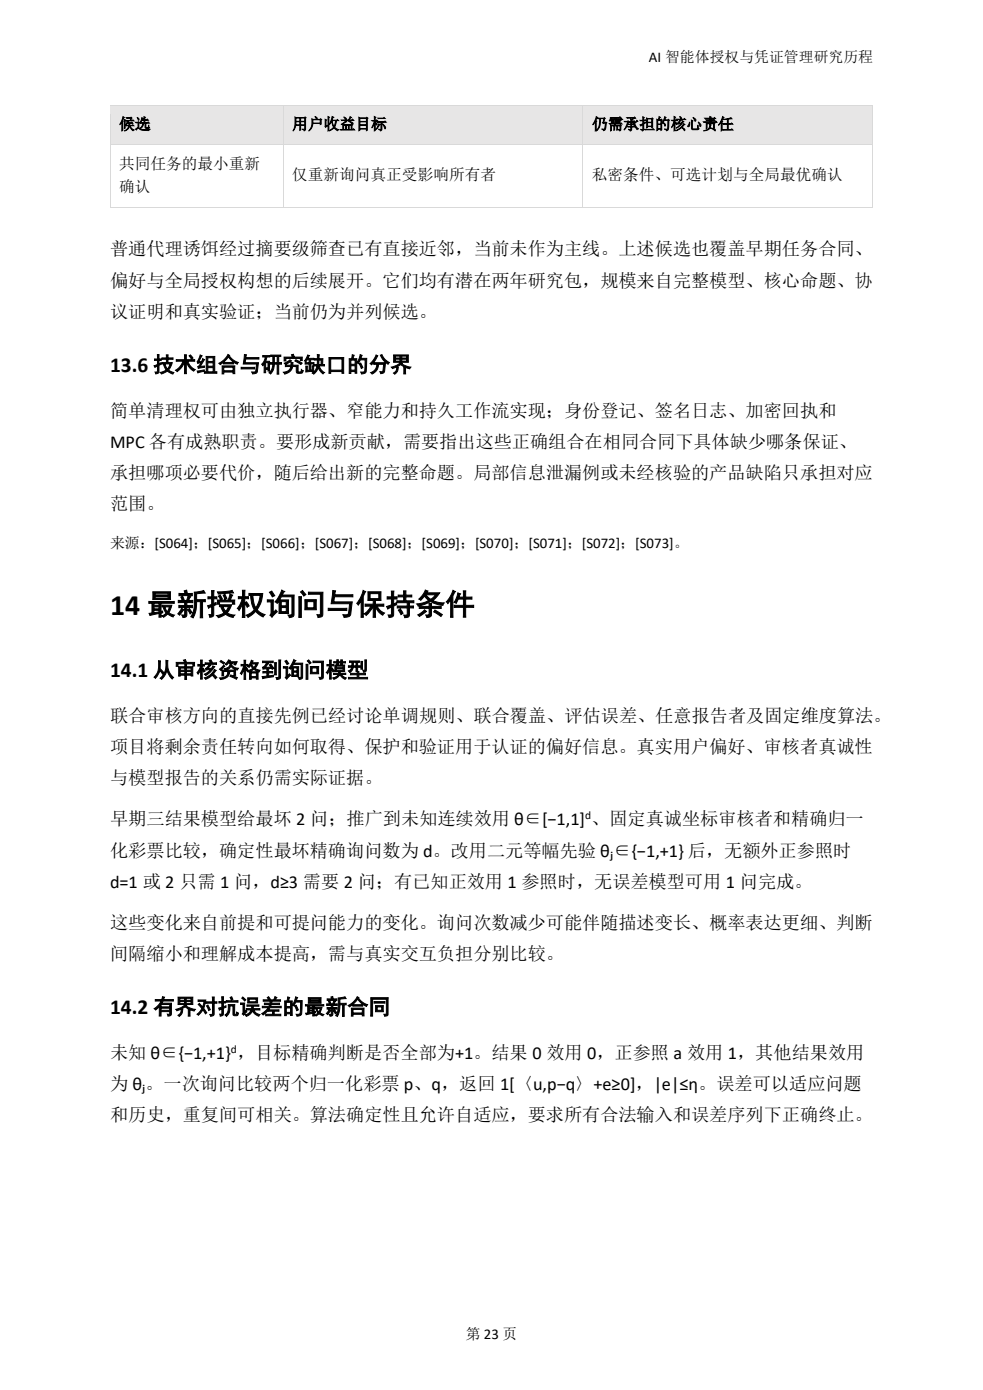 AI 智能体授权与凭证管理研究历程
候选 用户收益目标 仍需承担的核心责任
共同任务的最小重新
确认
仅重新询问真正受影响所有者
私密条件、可选计划与全局最优确认
普通代理诱饵经过摘要级筛查已有直接近邻，当前未作为主线。上述候选也覆盖早期任务合同、
偏好与全局授权构想的后续展开。它们均有潜在两年研究包，规模来自完整模型、核心命题、协
议证明和真实验证；当前仍为并列候选。
13.6 技术组合与研究缺口的分界
简单清理权可由独立执行器、窄能力和持久工作流实现；身份登记、签名日志、加密回执和
MPC 各有成熟职责。要形成新贡献，需要指出这些正确组合在相同合同下具体缺少哪条保证、
承担哪项必要代价，随后给出新的完整命题。局部信息泄漏例或未经核验的产品缺陷只承担对应
范围。
来源：[S064]；[S065]；[S066]；[S067]；[S068]；[S069]；[S070]；[S071]；[S072]；[S073]。
14 最新授权询问与保持条件
14.1 从审核资格到询问模型
联合审核方向的直接先例已经讨论单调规则、联合覆盖、评估误差、任意报告者及固定维度算法。
项目将剩余责任转向如何取得、保护和验证用于认证的偏好信息。真实用户偏好、审核者真诚性
与模型报告的关系仍需实际证据。
早期三结果模型给最坏 2 问；推广到未知连续效用 θ∈[−1,1]ᵈ、固定真诚坐标审核者和精确归一
化彩票比较，确定性最坏精确询问数为 d。改用二元等幅先验 θⱼ∈{−1,+1} 后，无额外正参照时
d=1 或 2 只需 1 问，d≥3 需要 2 问；有已知正效用 1 参照时，无误差模型可用 1 问完成。
这些变化来自前提和可提问能力的变化。询问次数减少可能伴随描述变长、概率表达更细、判断
间隔缩小和理解成本提高，需与真实交互负担分别比较。
14.2 有界对抗误差的最新合同
未知 θ∈{−1,+1}ᵈ，目标精确判断是否全部为+1。结果 0 效用 0，正参照 a 效用 1，其他结果效用
为 θⱼ。一次询问比较两个归一化彩票 p、q，返回 1[〈u,p−q〉+e≥0]，|e|≤η。误差可以适应问题
和历史，重复间可相关。算法确定性且允许自适应，要求所有合法输入和误差序列下正确终止。
第 23 页